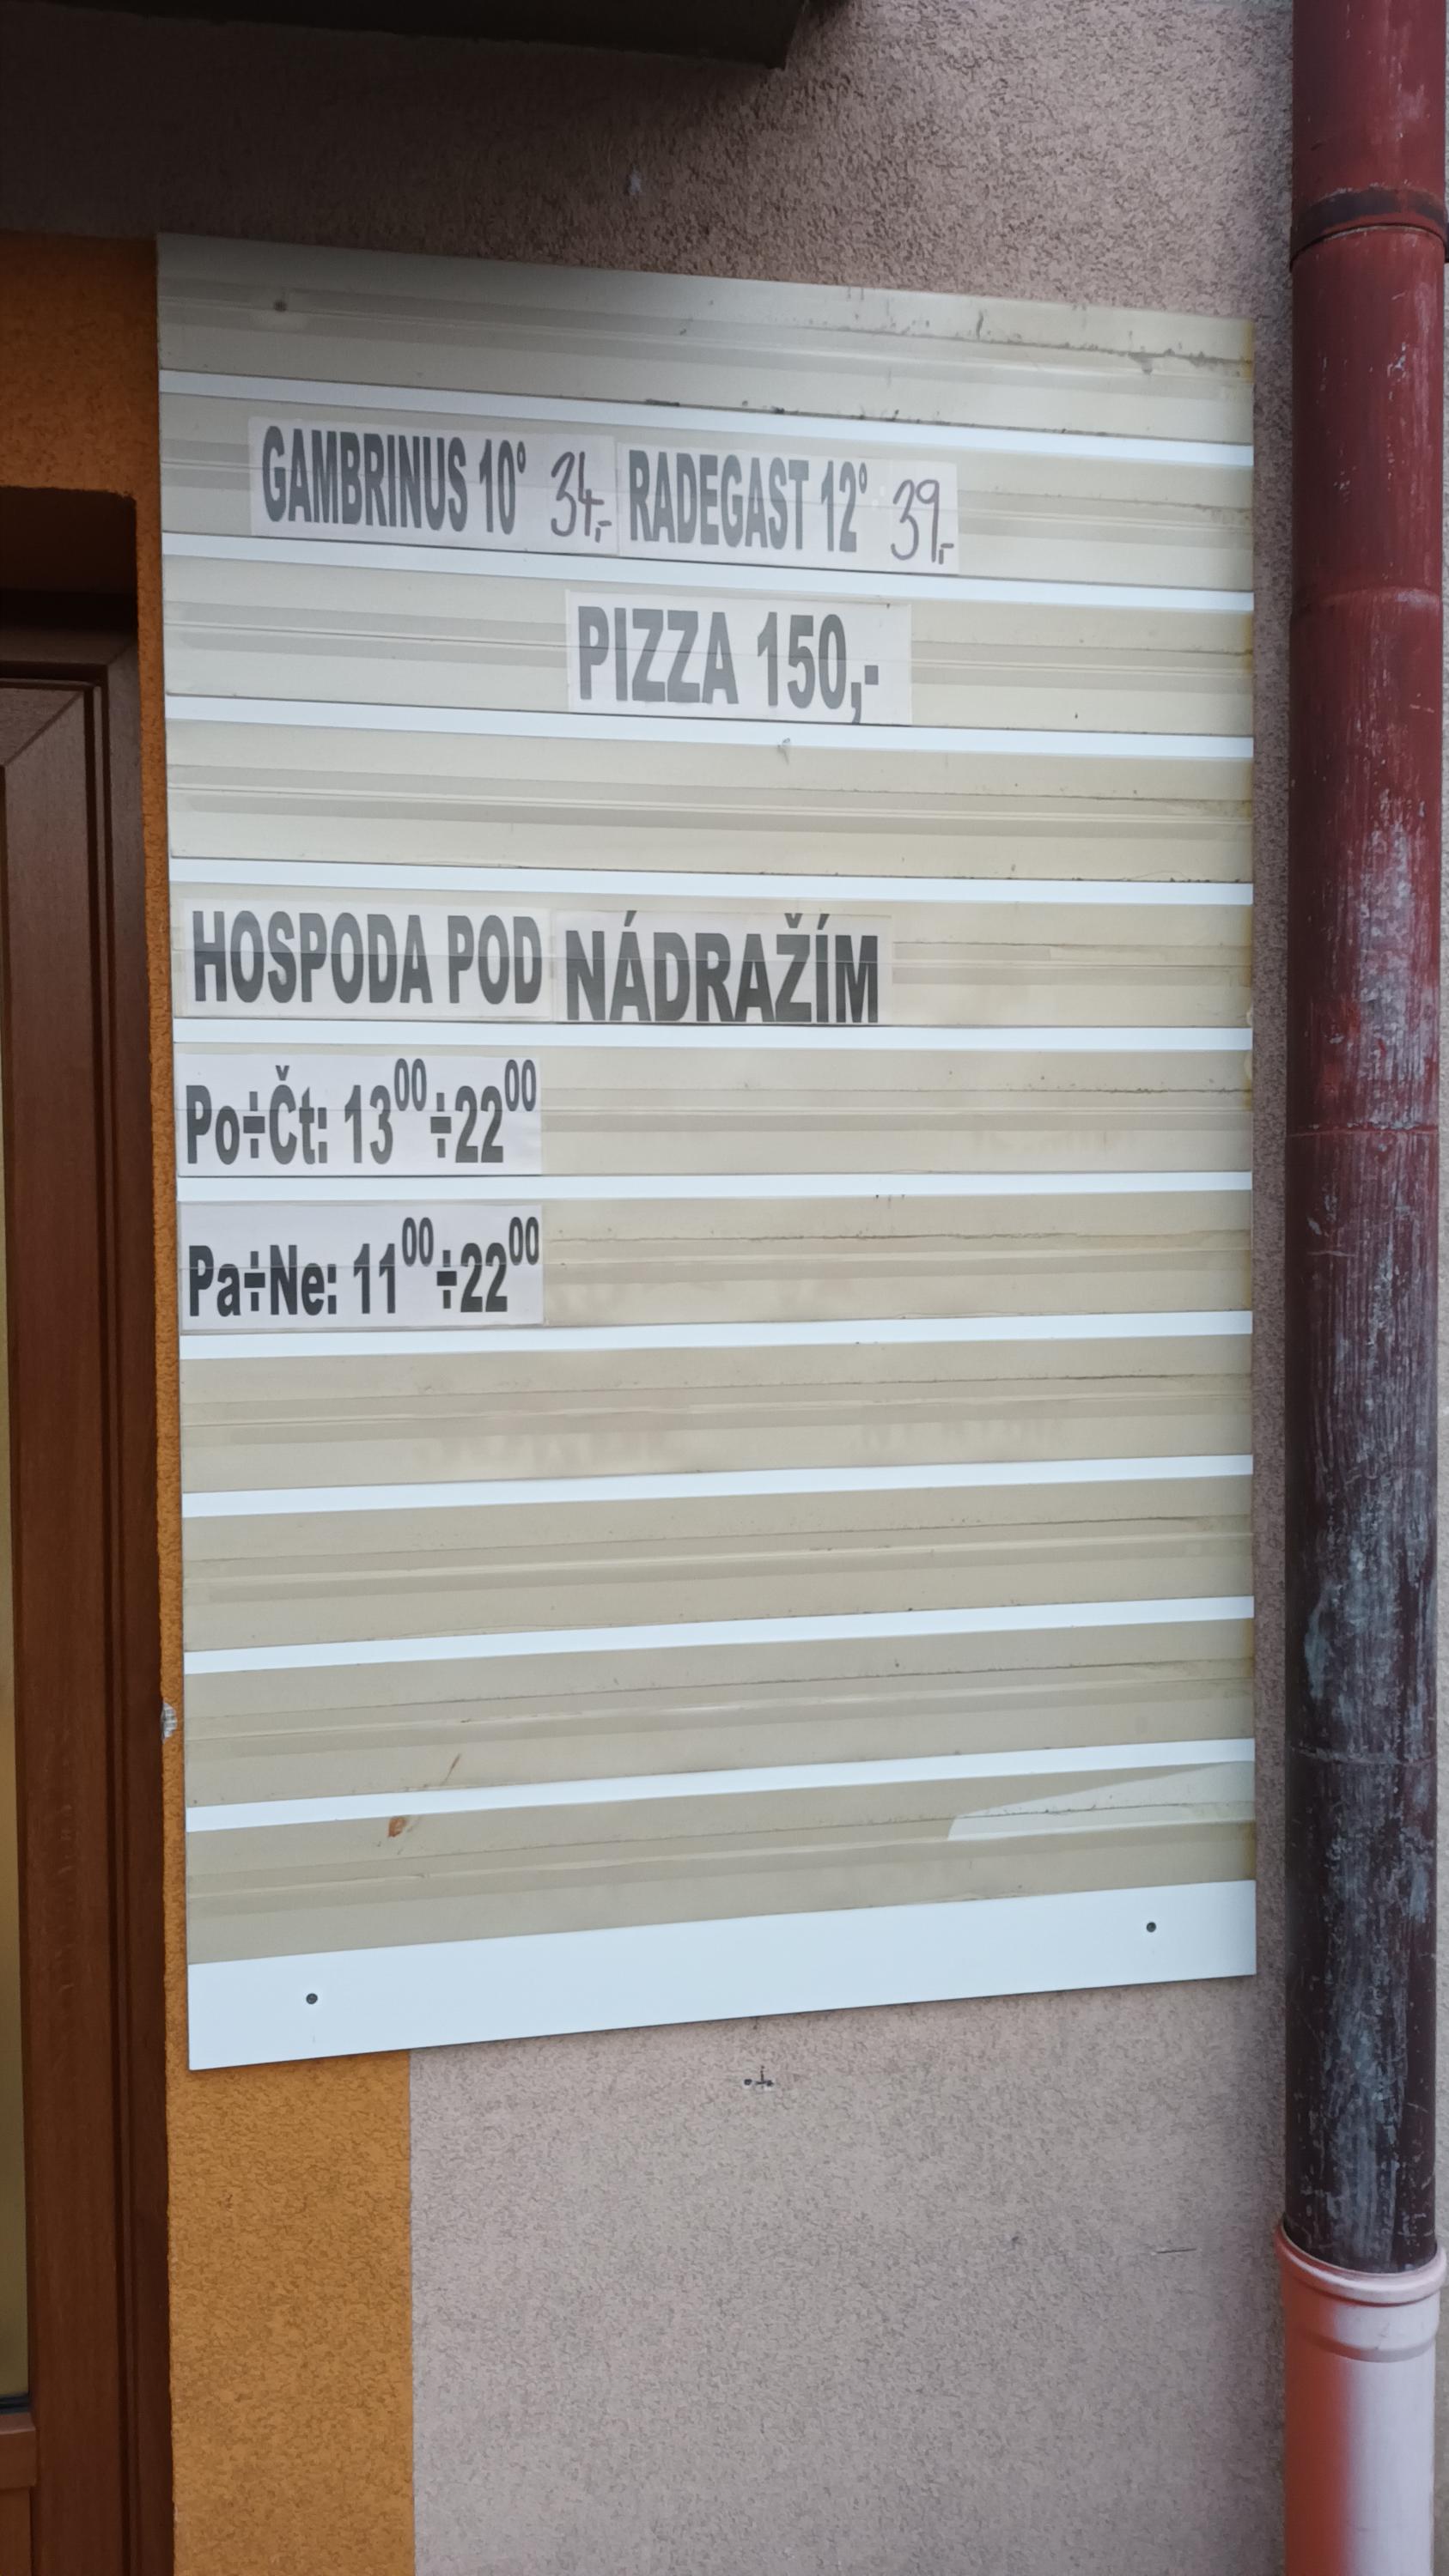 GAMBRINUS 10° 34,- RADEGAST 12° 39,-
PIZZA 150,-
HOSPODA POD NÁDRAŽÍM
Po÷Čt: 13⁰⁰÷22⁰⁰
Pa÷Ne: 11⁰⁰÷22⁰⁰